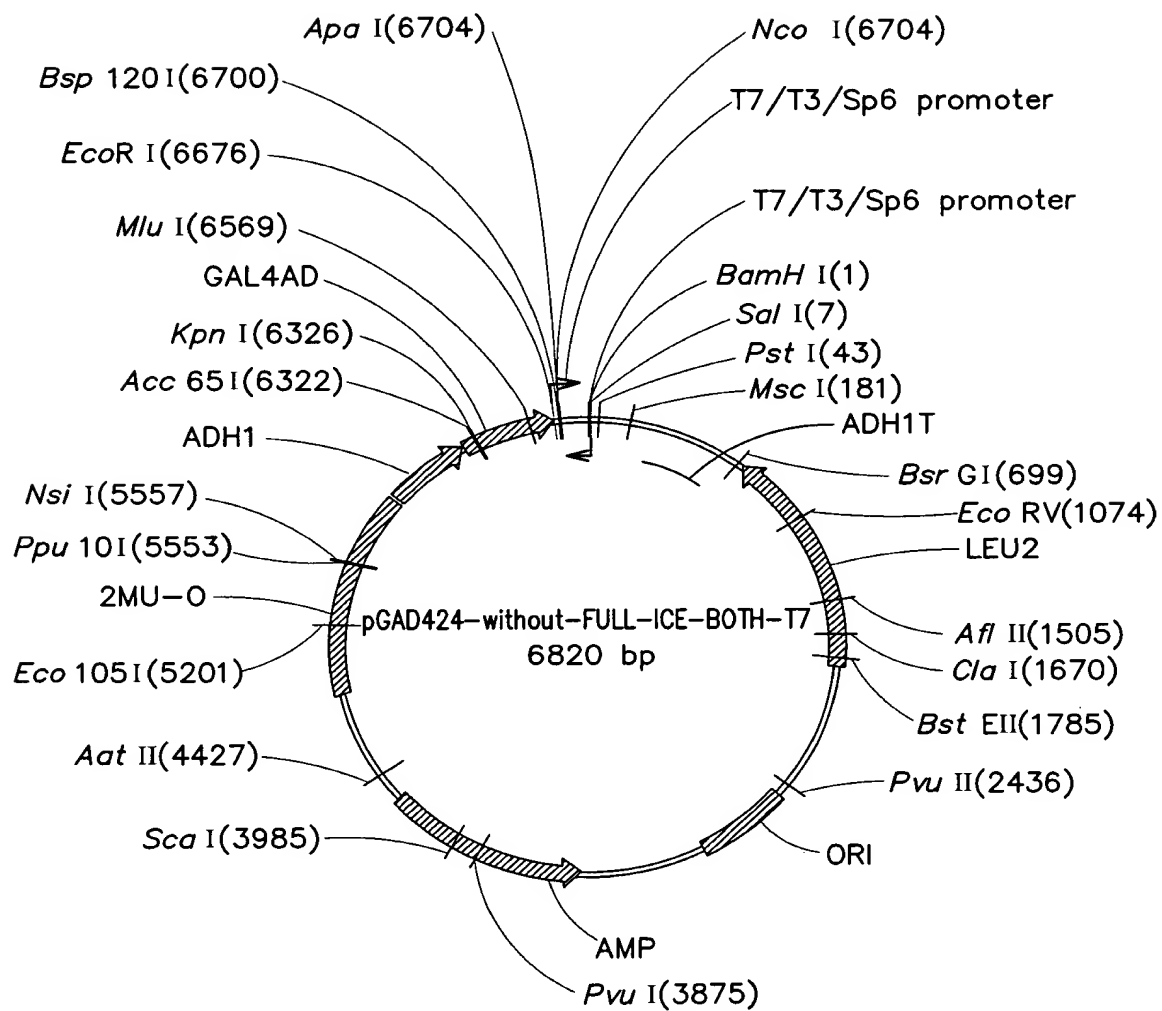 Apa I(6704)
Nco I(6704)
Bsp 120I(6700)
T7/T3/Sp6 promoter
EcoR I(6676)
T7/T3/Sp6 promoter
Mlu I(6569)
GAL4AD
BamH I(1)
Sal I(7)
Kpn I(6326)
Pst I(43)
Acc 65I(6322)
Msc I(181)
ADH1T
ADH1
Bsr GI(699)
Nsi I(5557)
Eco RV(1074)
Ppu 10I(5553)
LEU2
2MU-O
pGAD424-without-FULL-ICE-BOTH-T7
6820 bp
Afl II(1505)
Eco 105I(5201)
Cla I(1670)
Bst EII(1785)
Aat II(4427)
Pvu II(2436)
Sca I(3985)
ORI
AMP
Pvu I(3875)